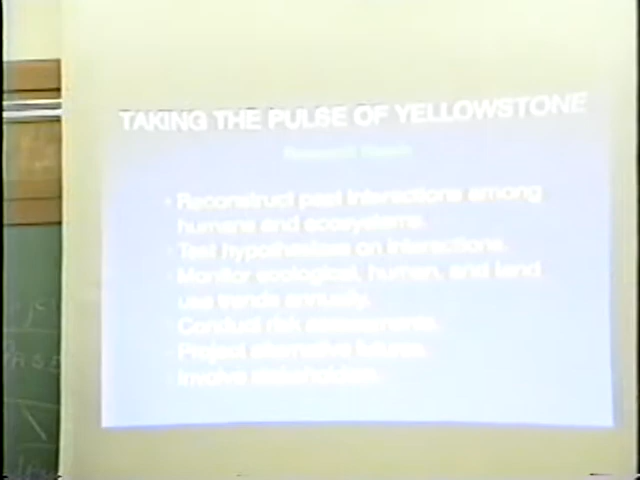 TAKING THE PULSE OF YELLOWSTONE
• Reconstruct past interactions among
humans and ecosystems.
• Test hypotheses on interactions.
• Monitor ecological, human, and land
use trends annually.
• Conduct risk assessments.
• Project alternative futures.
• Involve stakeholders.